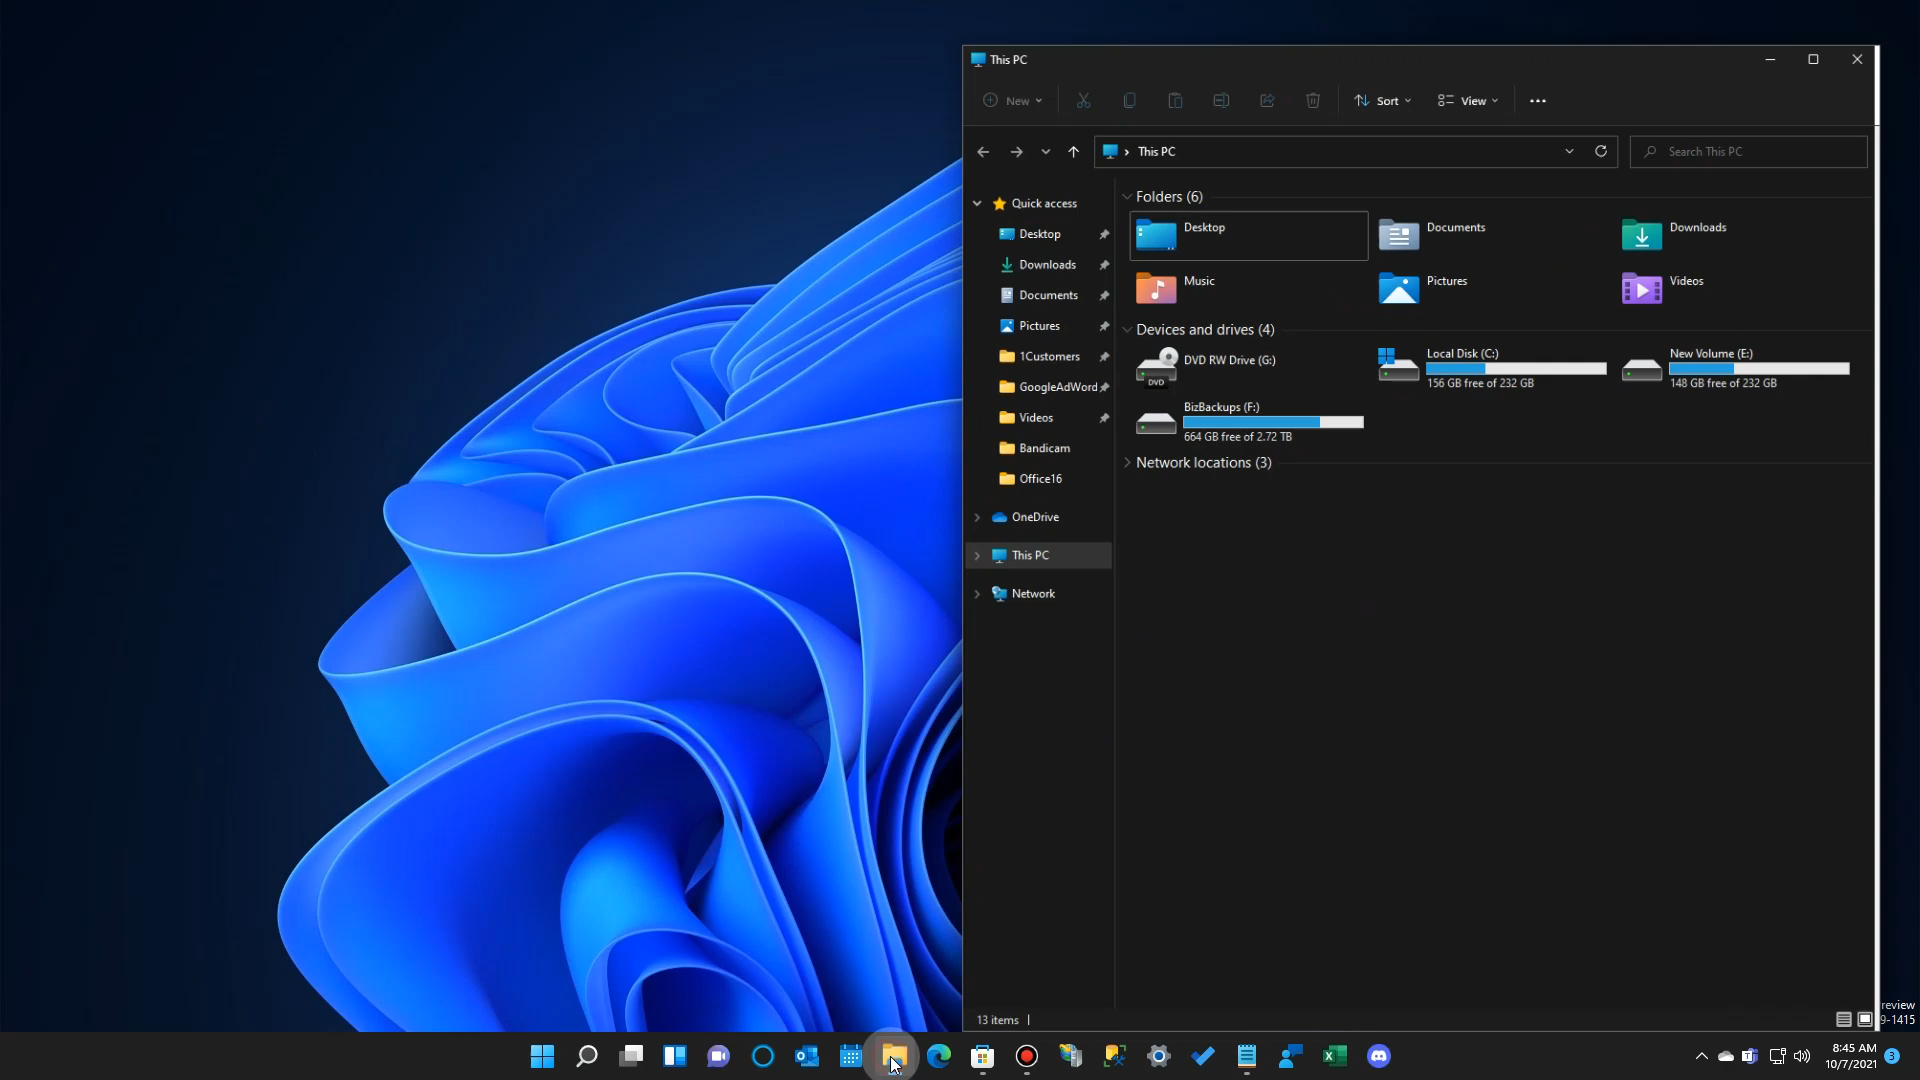 This PC
New
Sort
View
This PC
Search This PC
Quick access
Desktop
Downloads
Documents
Pictures
1Customers
GoogleAdWord
Videos
Bandicam
Office16
OneDrive
This PC
Network
Folders (6)
Desktop
Documents
Downloads
Music
Pictures
Videos
Devices and drives (4)
DVD
DVD RW Drive (G:)
Local Disk (C:)
156 GB free of 232 GB
New Volume (E:)
148 GB free of 232 GB
BizBackups (F:)
664 GB free of 2.72 TB
Network locations (3)
13 items
review
9-1415
8:45 AM
10/7/2021
3